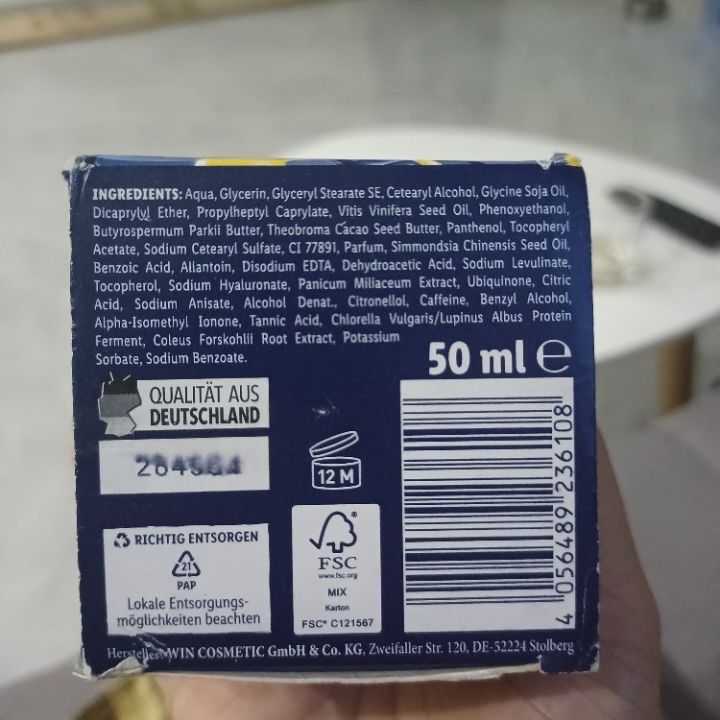 INGREDIENTS: Aqua, Glycerin, Glyceryl Stearate SE, Cetearyl Alcohol, Glycine Soja Oil,
Dicaprylyl Ether, Propylheptyl Caprylate, Vitis Vinifera Seed Oil, Phenoxyethanol,
Butyrospermum Parkii Butter, Theobroma Cacao Seed Butter, Panthenol, Tocopheryl
Acetate, Sodium Cetearyl Sulfate, CI 77891, Parfum, Simmondsia Chinensis Seed Oil,
Benzoic Acid, Allantoin, Disodium EDTA, Dehydroacetic Acid, Sodium Levulinate,
Tocopherol, Sodium Hyaluronate, Panicum Miliaceum Extract, Ubiquinone, Citric
Acid, Sodium Anisate, Alcohol Denat., Citronellol, Caffeine, Benzyl Alcohol,
Alpha-Isomethyl Ionone, Tannic Acid, Chlorella Vulgaris/Lupinus Albus Protein
Ferment, Coleus Forskohlii Root Extract, Potassium
Sorbate, Sodium Benzoate.
50 ml e
QUALITÄT AUS
DEUTSCHLAND
12 M
RICHTIG ENTSORGEN
21
PAP
Lokale Entsorgungs-
möglichkeiten beachten
®
FSC
www.fsc.org
MIX
Karton
FSC® C121567
4 056489 236108
Hersteller: WIN COSMETIC GmbH & Co. KG, Zweifaller Str. 120, DE-52224 Stolberg